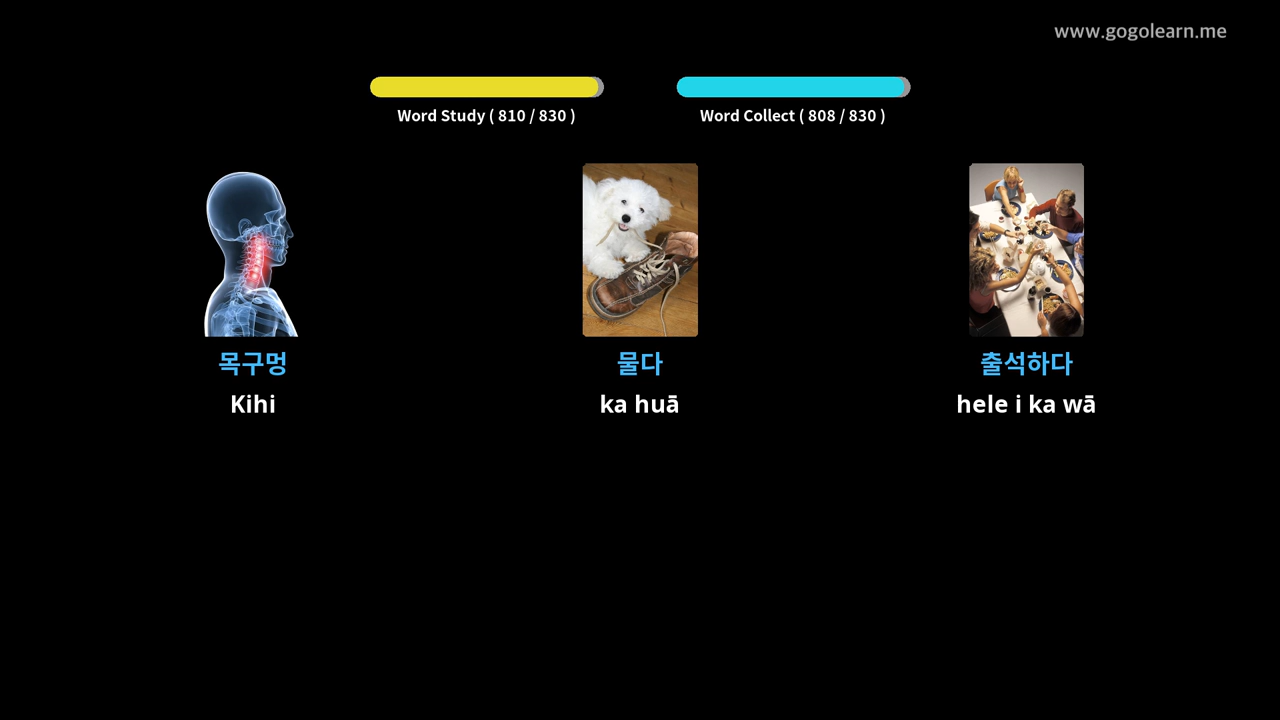 www.gogolearn.me
Word Study ( 810 / 830 )
Word Collect ( 808 / 830 )
목구멍
물다
출석하다
Kihi
ka huā
hele i ka wā